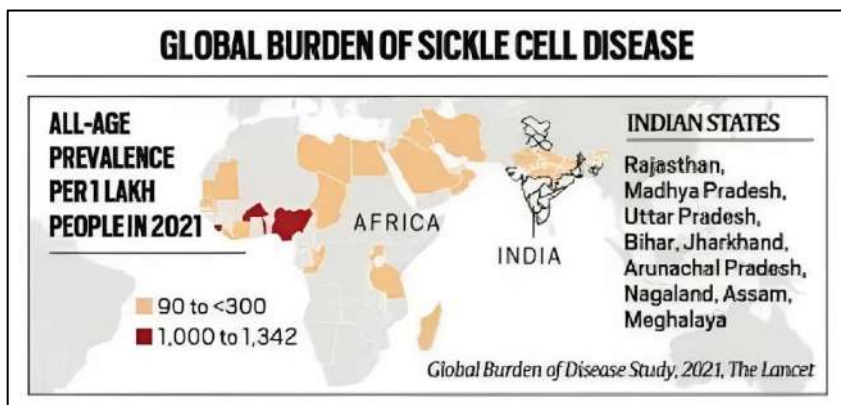 GLOBAL BURDEN OF SICKLE CELL DISEASE
ALL-AGE
PREVALENCE
PER 1 LAKH
PEOPLE IN 2021
90 to <300
1,000 to 1,342
AFRICA
INDIA
INDIAN STATES
Rajasthan,
Madhya Pradesh,
Uttar Pradesh,
Bihar, Jharkhand,
Arunachal Pradesh,
Nagaland, Assam,
Meghalaya
Global Burden of Disease Study, 2021, The Lancet